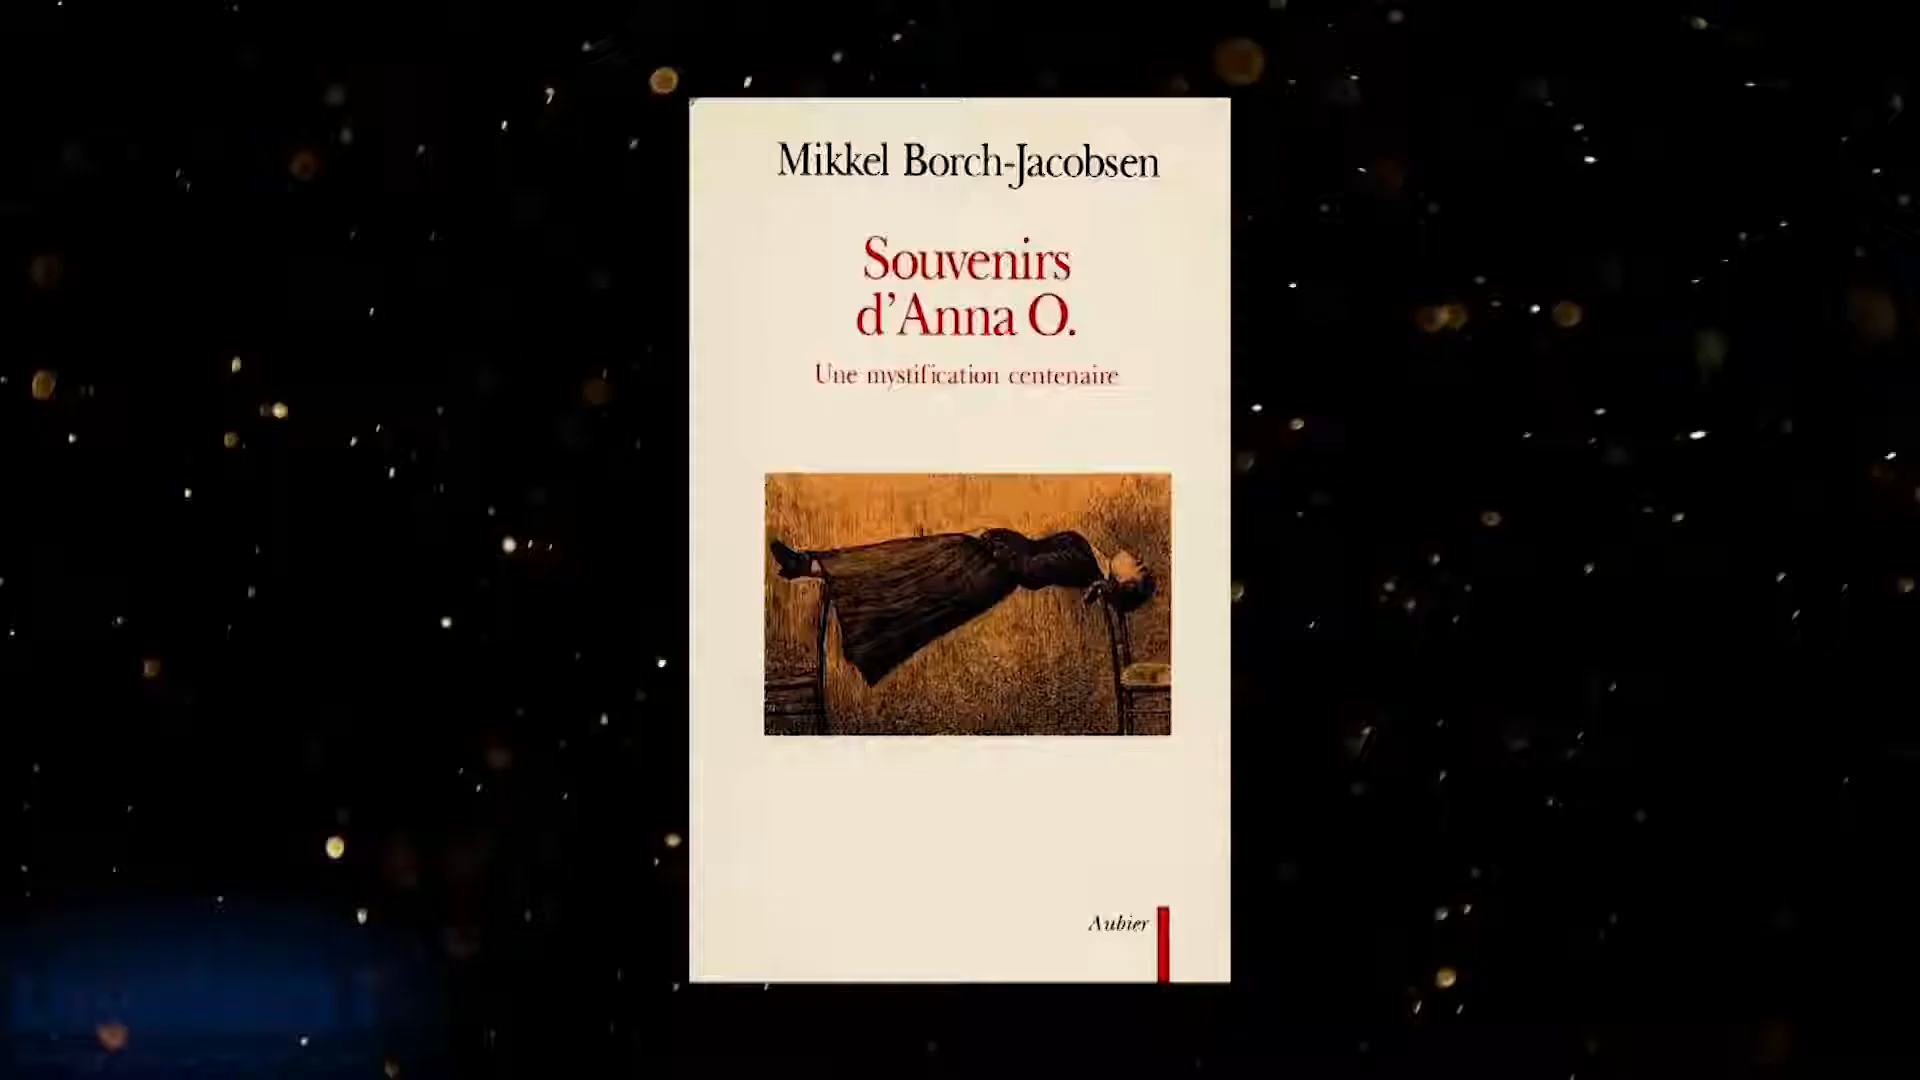 Mikkel Borch-Jacobsen
Souvenirs
d'Anna O.
Une mystification centenaire
Aubier